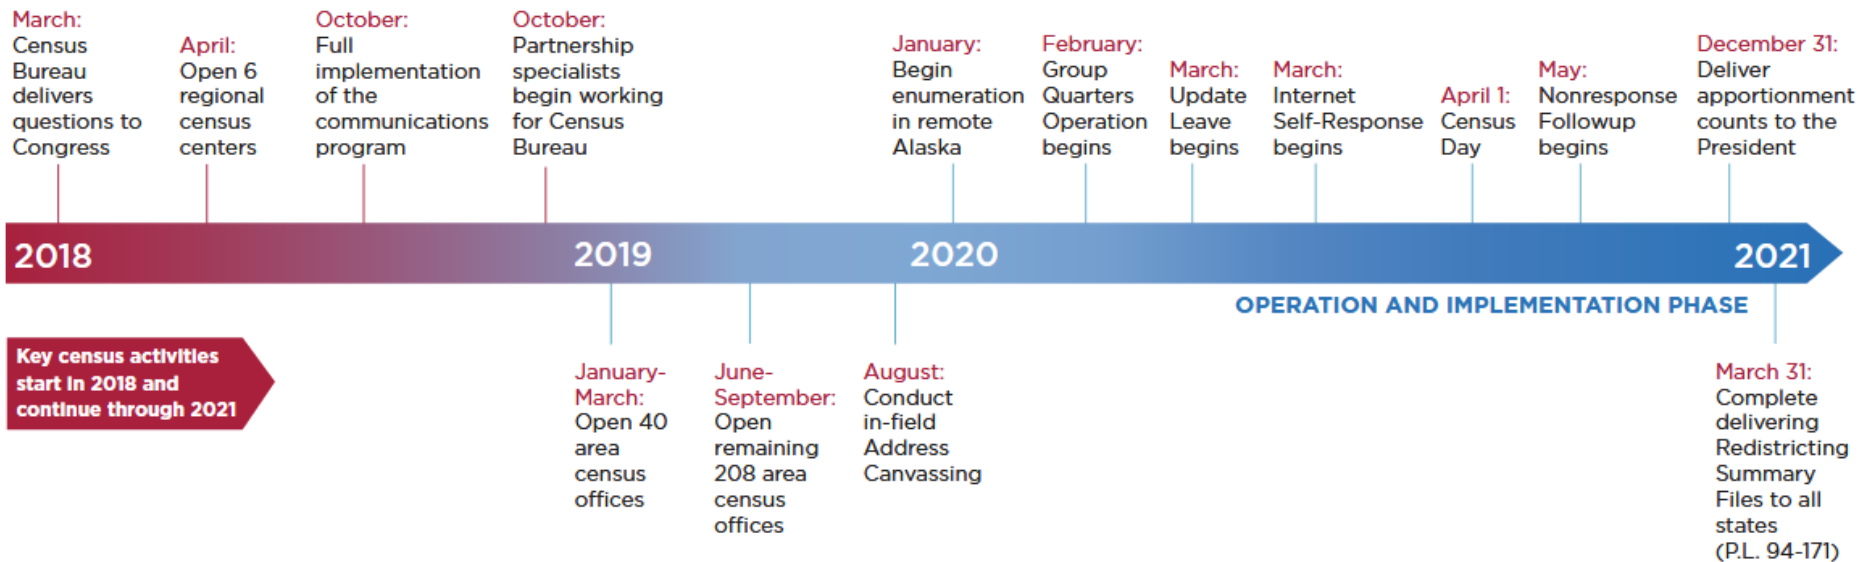 March:
Census
Bureau
delivers
questions to
Congress
April:
Open 6
regional
census
centers
October:
Full
implementation
of the
communications
program
October:
Partnership
specialists
begin working
for Census
Bureau
January:
Begin
enumeration
in remote
Alaska
February:
Group
Quarters
Operation
begins
March:
Update
Leave
begins
March:
Internet
Self-Response
begins
April 1:
Census
Day
May:
Nonresponse
Followup
begins
December 31:
Deliver
apportionment
counts to the
President
2018
2019
2020
2021
OPERATION AND IMPLEMENTATION PHASE
Key census activities
start in 2018 and
continue through 2021
January-
March:
Open 40
area
census
offices
June-
September:
Open
remaining
208 area
census
offices
August:
Conduct
in-field
Address
Canvassing
March 31:
Complete
delivering
Redistricting
Summary
Files to all
states
(P.L. 94-171)